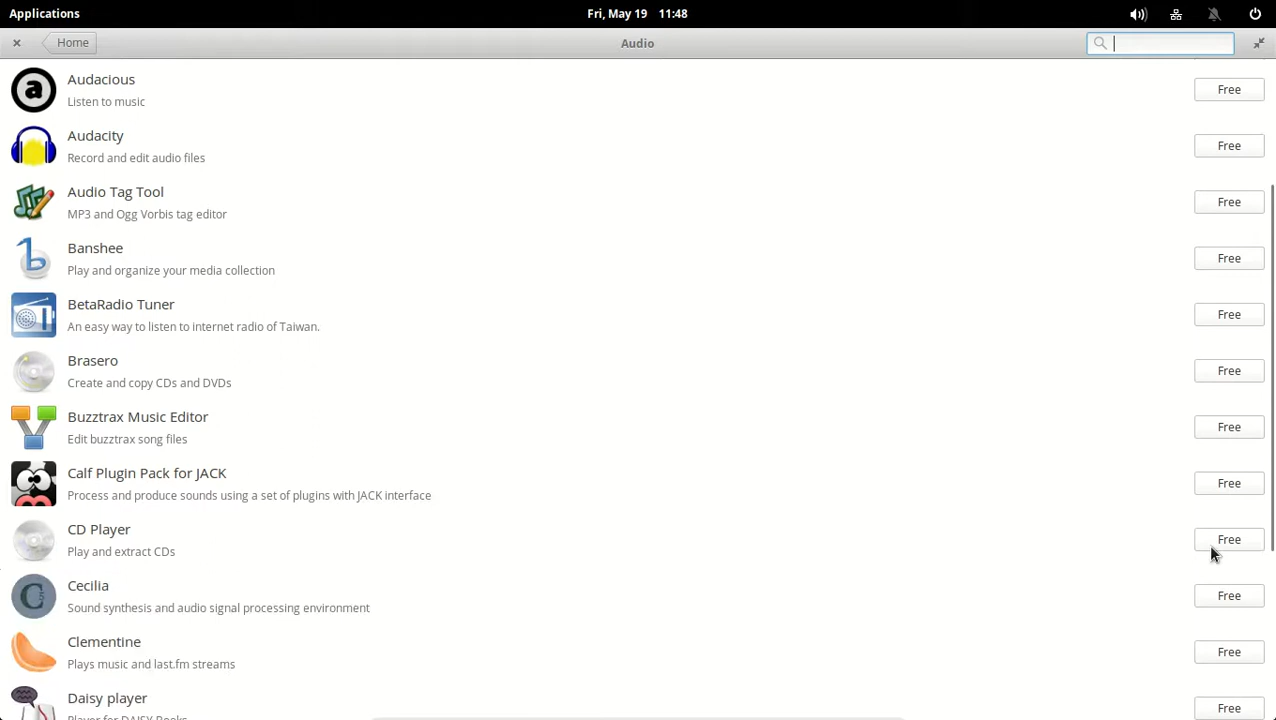 Applications
Fri, May 19 11:48
Home
Audio
Audacious
Listen to music
Free
Audacity
Record and edit audio files
Free
Audio Tag Tool
MP3 and Ogg Vorbis tag editor
Free
Banshee
Play and organize your media collection
Free
BetaRadio Tuner
An easy way to listen to internet radio of Taiwan.
Free
Brasero
Create and copy CDs and DVDs
Free
Buzztrax Music Editor
Edit buzztrax song files
Free
Calf Plugin Pack for JACK
Process and produce sounds using a set of plugins with JACK interface
Free
CD Player
Play and extract CDs
Free
Cecilia
Sound synthesis and audio signal processing environment
Free
Clementine
Plays music and last.fm streams
Free
Daisy player
Player for DAISY Books
Free